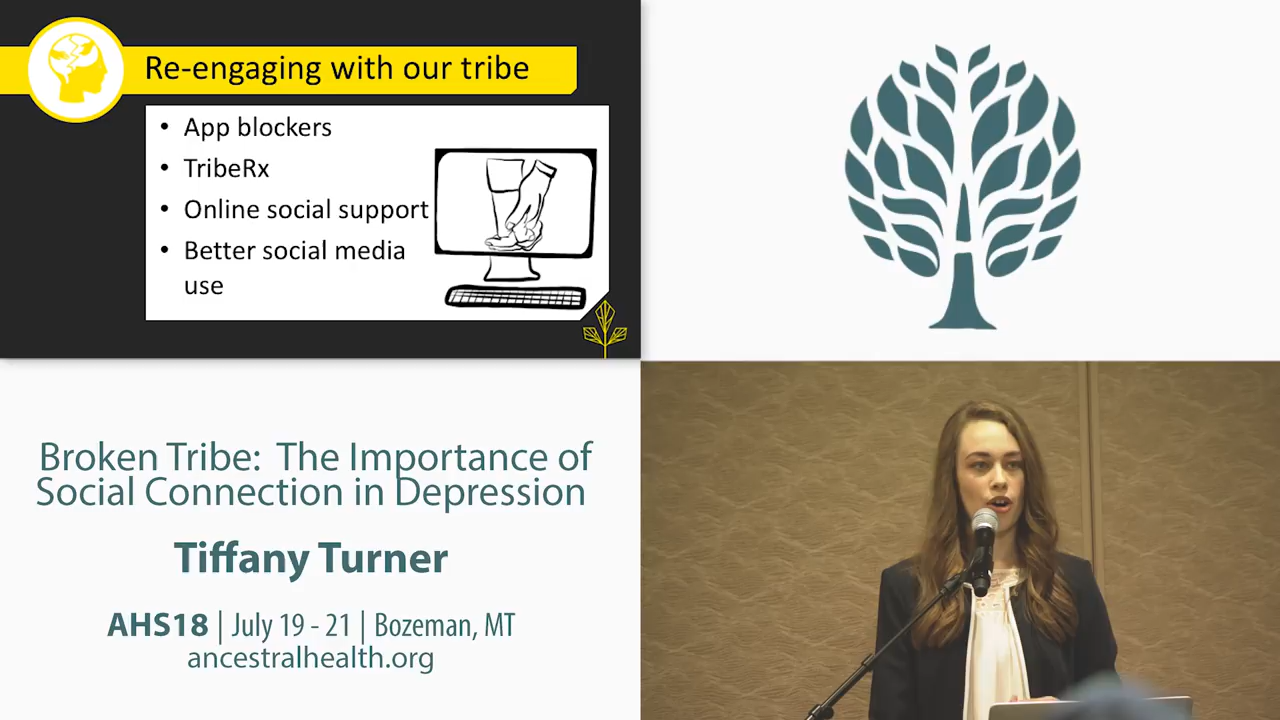 Re-engaging with our tribe
• App blockers
• TribeRx
• Online social support
• Better social media
use
Broken Tribe: The Importance of
Social Connection in Depression
Tiffany Turner
AHS18 | July 19 - 21 | Bozeman, MT
ancestralhealth.org